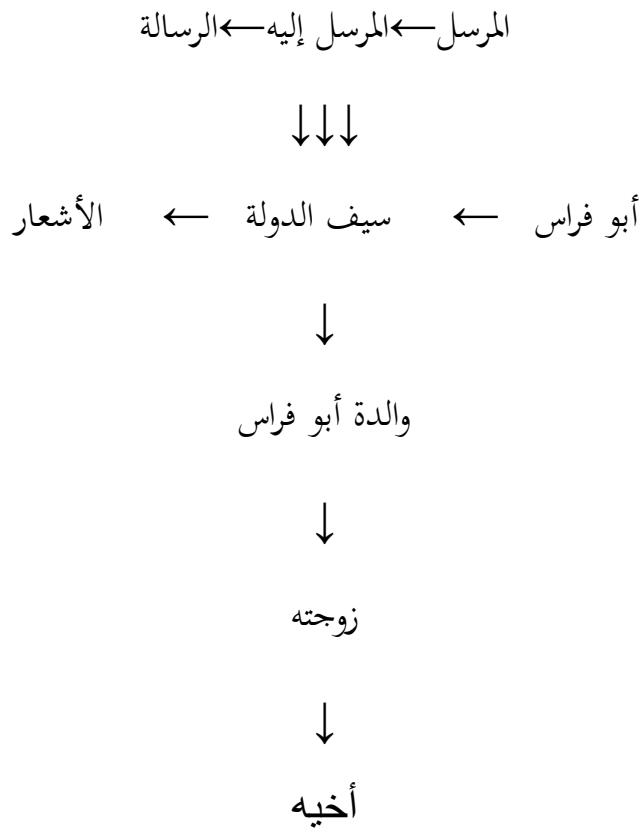 المرسل←المرسل إليه←الرسالة
↓↓↓
أبو فراس ← سيف الدولة ← الأشعار
↓
والدة أبو فراس
↓
زوجته
↓
أخيه